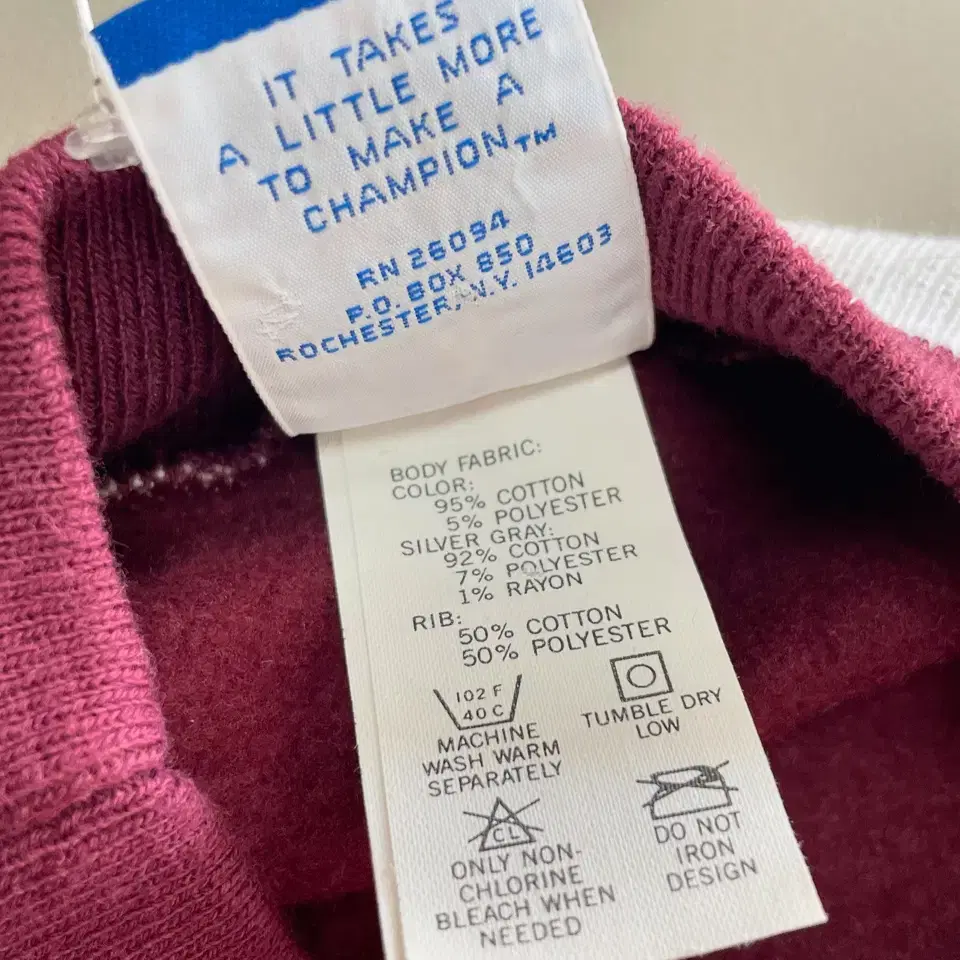 IT TAKES
A LITTLE MORE
TO MAKE A
CHAMPION™
RN 26094
P.O. BOX 850
ROCHESTER, N.Y. 14603
BODY FABRIC:
COLOR:
95% COTTON
5% POLYESTER
SILVER GRAY:
92% COTTON
7% POLYESTER
1% RAYON
RIB:
50% COTTON
50% POLYESTER
102 F
40 C
MACHINE
WASH WARM
SEPARATELY
TUMBLE DRY
LOW
CL
ONLY NON-
CHLORINE
BLEACH WHEN
NEEDED
DO NOT
IRON
DESIGN